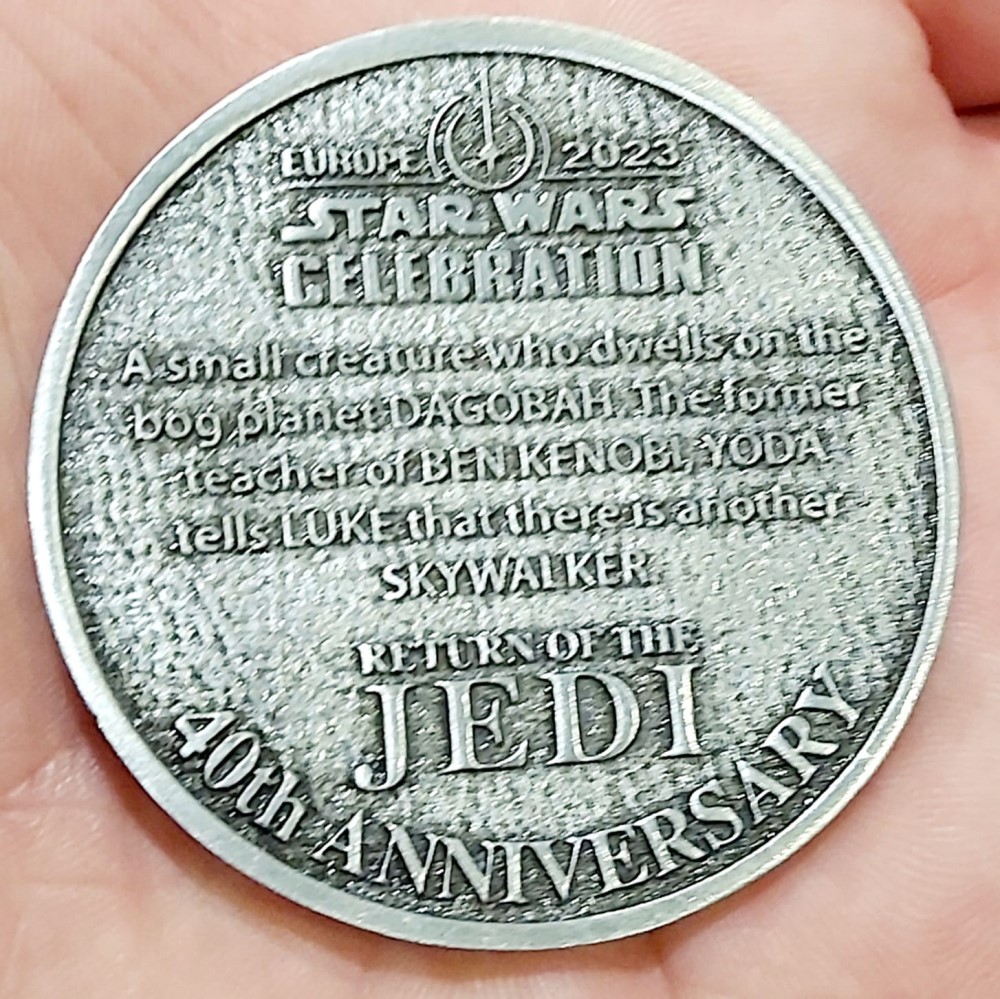 EUROPE 2023
STAR WARS
CELEBRATION
A small creature who dwells on the
bog planet DAGOBAH. The former
teacher of BEN KENOBI, YODA
tells LUKE that there is another
SKYWALKER
RETURN OF THE
JEDI
40th ANNIVERSARY